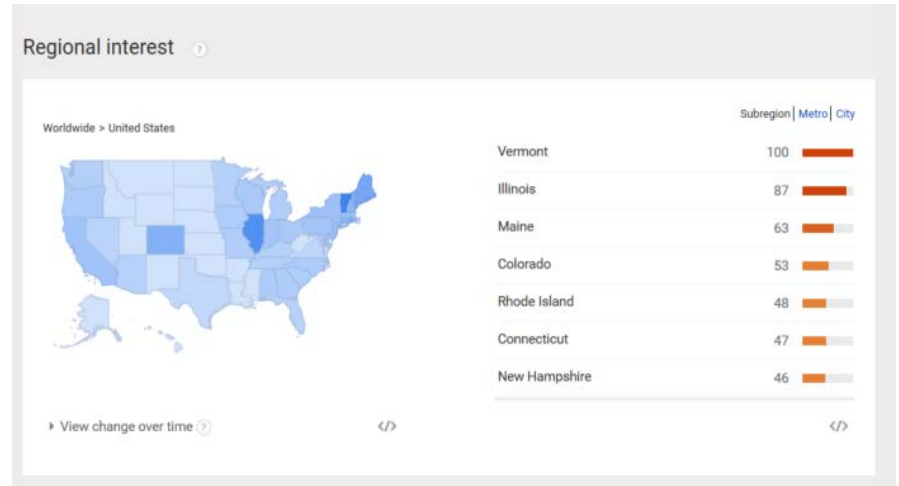 Regional interest ?
Worldwide > United States
Subregion | Metro | City
Vermont 100
Illinois 87
Maine 63
Colorado 53
Rhode Island 48
Connecticut 47
New Hampshire 46
View change over time ?
</>
</>